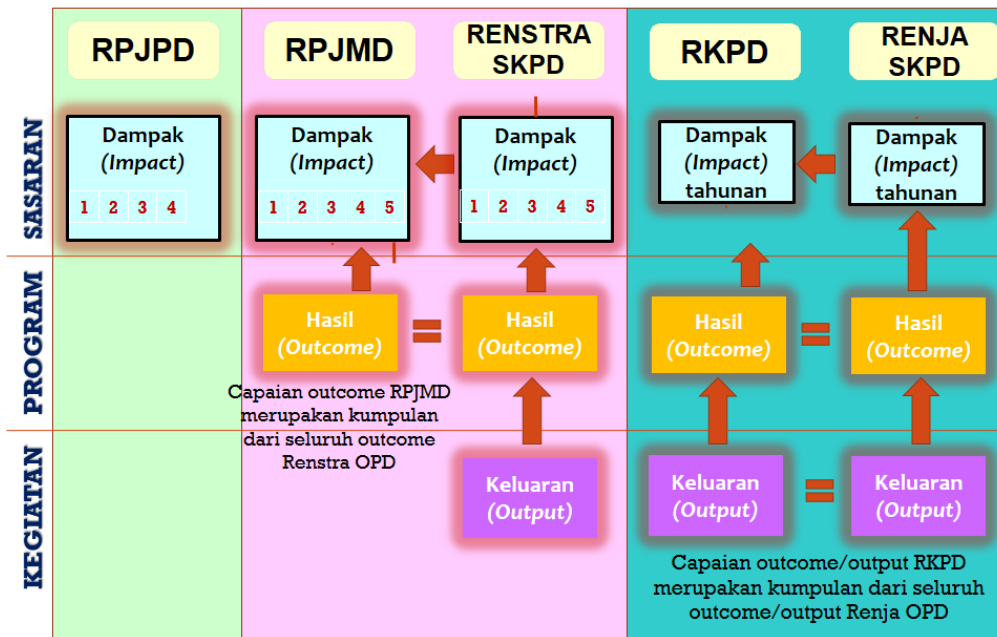 RPJPD
RPJMD
RENSTRA
SKPD
RKPD
RENJA
SKPD
SASARAN
Dampak
(Impact)
1 2 3 4
Dampak
(Impact)
1 2 3 4 5
Dampak
(Impact)
1 2 3 4 5
Dampak
(Impact)
tahunan
Dampak
(Impact)
tahunan
PROGRAM
Hasil
(Outcome)
=
Hasil
(Outcome)
Hasil
(Outcome)
=
Hasil
(Outcome)
Capaian outcome RPJMD
merupakan kumpulan
dari seluruh outcome
Renstra OPD
KEGIATAN
Keluaran
(Output)
Keluaran
(Output)
=
Keluaran
(Output)
Capaian outcome/output RKPD
merupakan kumpulan dari seluruh
outcome/output Renja OPD